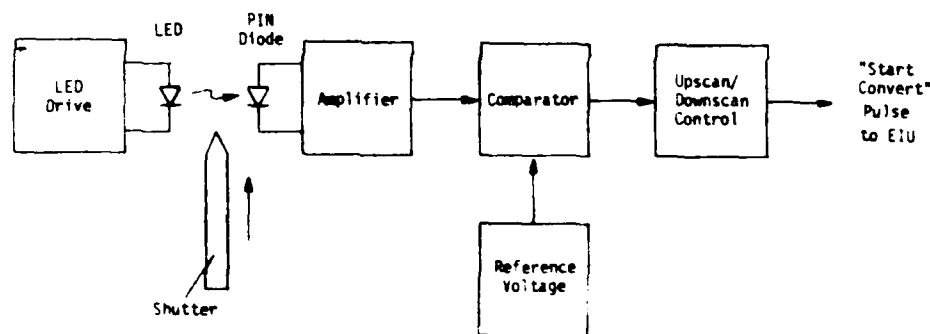 LED
PIN
Diode
LED
Drive
Amplifier
Comparator
Upscan/
Downscan
Control
"Start
Convert"
Pulse
to EIU
Reference
Voltage
Shutter